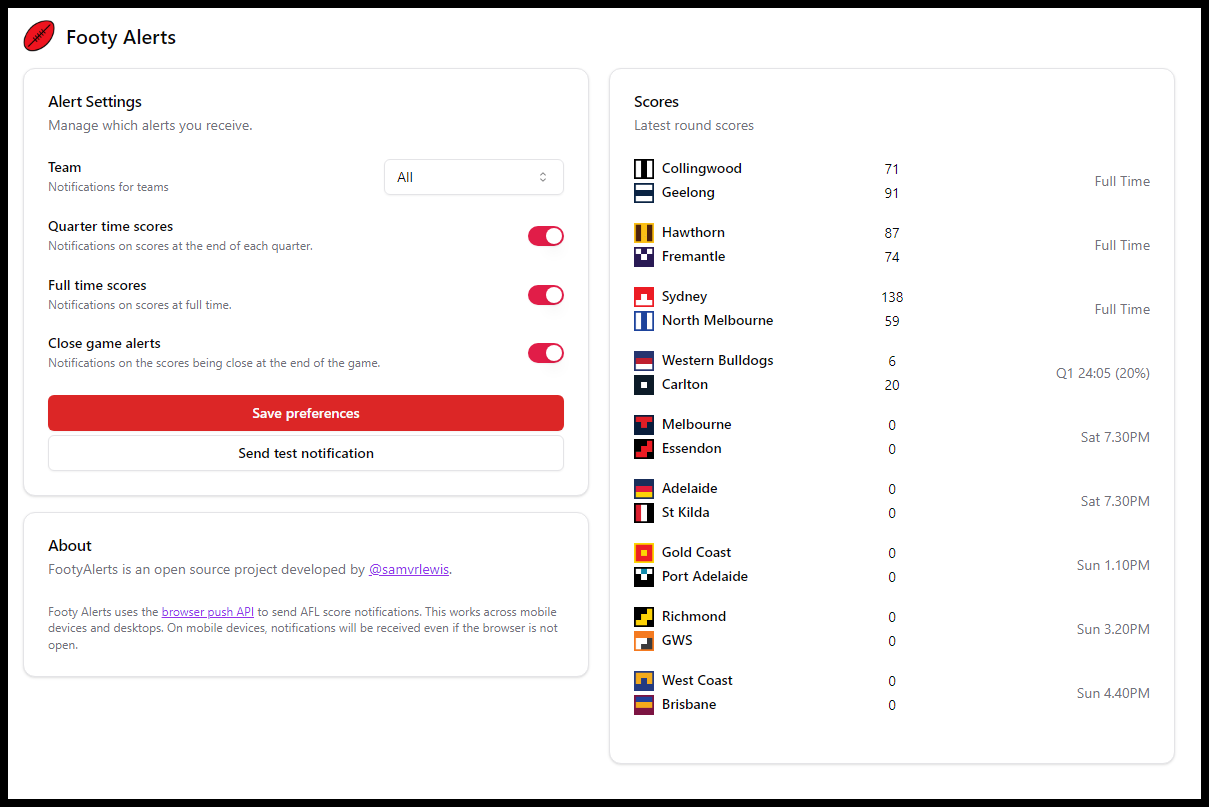 Footy Alerts
Alert Settings
Manage which alerts you receive.
Team
Notifications for teams
All
Quarter time scores
Notifications on scores at the end of each quarter.
Full time scores
Notifications on scores at full time.
Close game alerts
Notifications on the scores being close at the end of the game.
Save preferences
Send test notification
About
FootyAlerts is an open source project developed by @samvrlewis.
Footy Alerts uses the browser push API to send AFL score notifications. This works across mobile
devices and desktops. On mobile devices, notifications will be received even if the browser is not
open.
Scores
Latest round scores
Collingwood 71
Geelong 91
Full Time
Hawthorn 87
Fremantle 74
Full Time
Sydney 138
North Melbourne 59
Full Time
Western Bulldogs 6
Carlton 20
Q1 24:05 (20%)
Melbourne 0
Essendon 0
Sat 7.30PM
Adelaide 0
St Kilda 0
Sat 7.30PM
Gold Coast 0
Port Adelaide 0
Sun 1.10PM
Richmond 0
GWS 0
Sun 3.20PM
West Coast 0
Brisbane 0
Sun 4.40PM